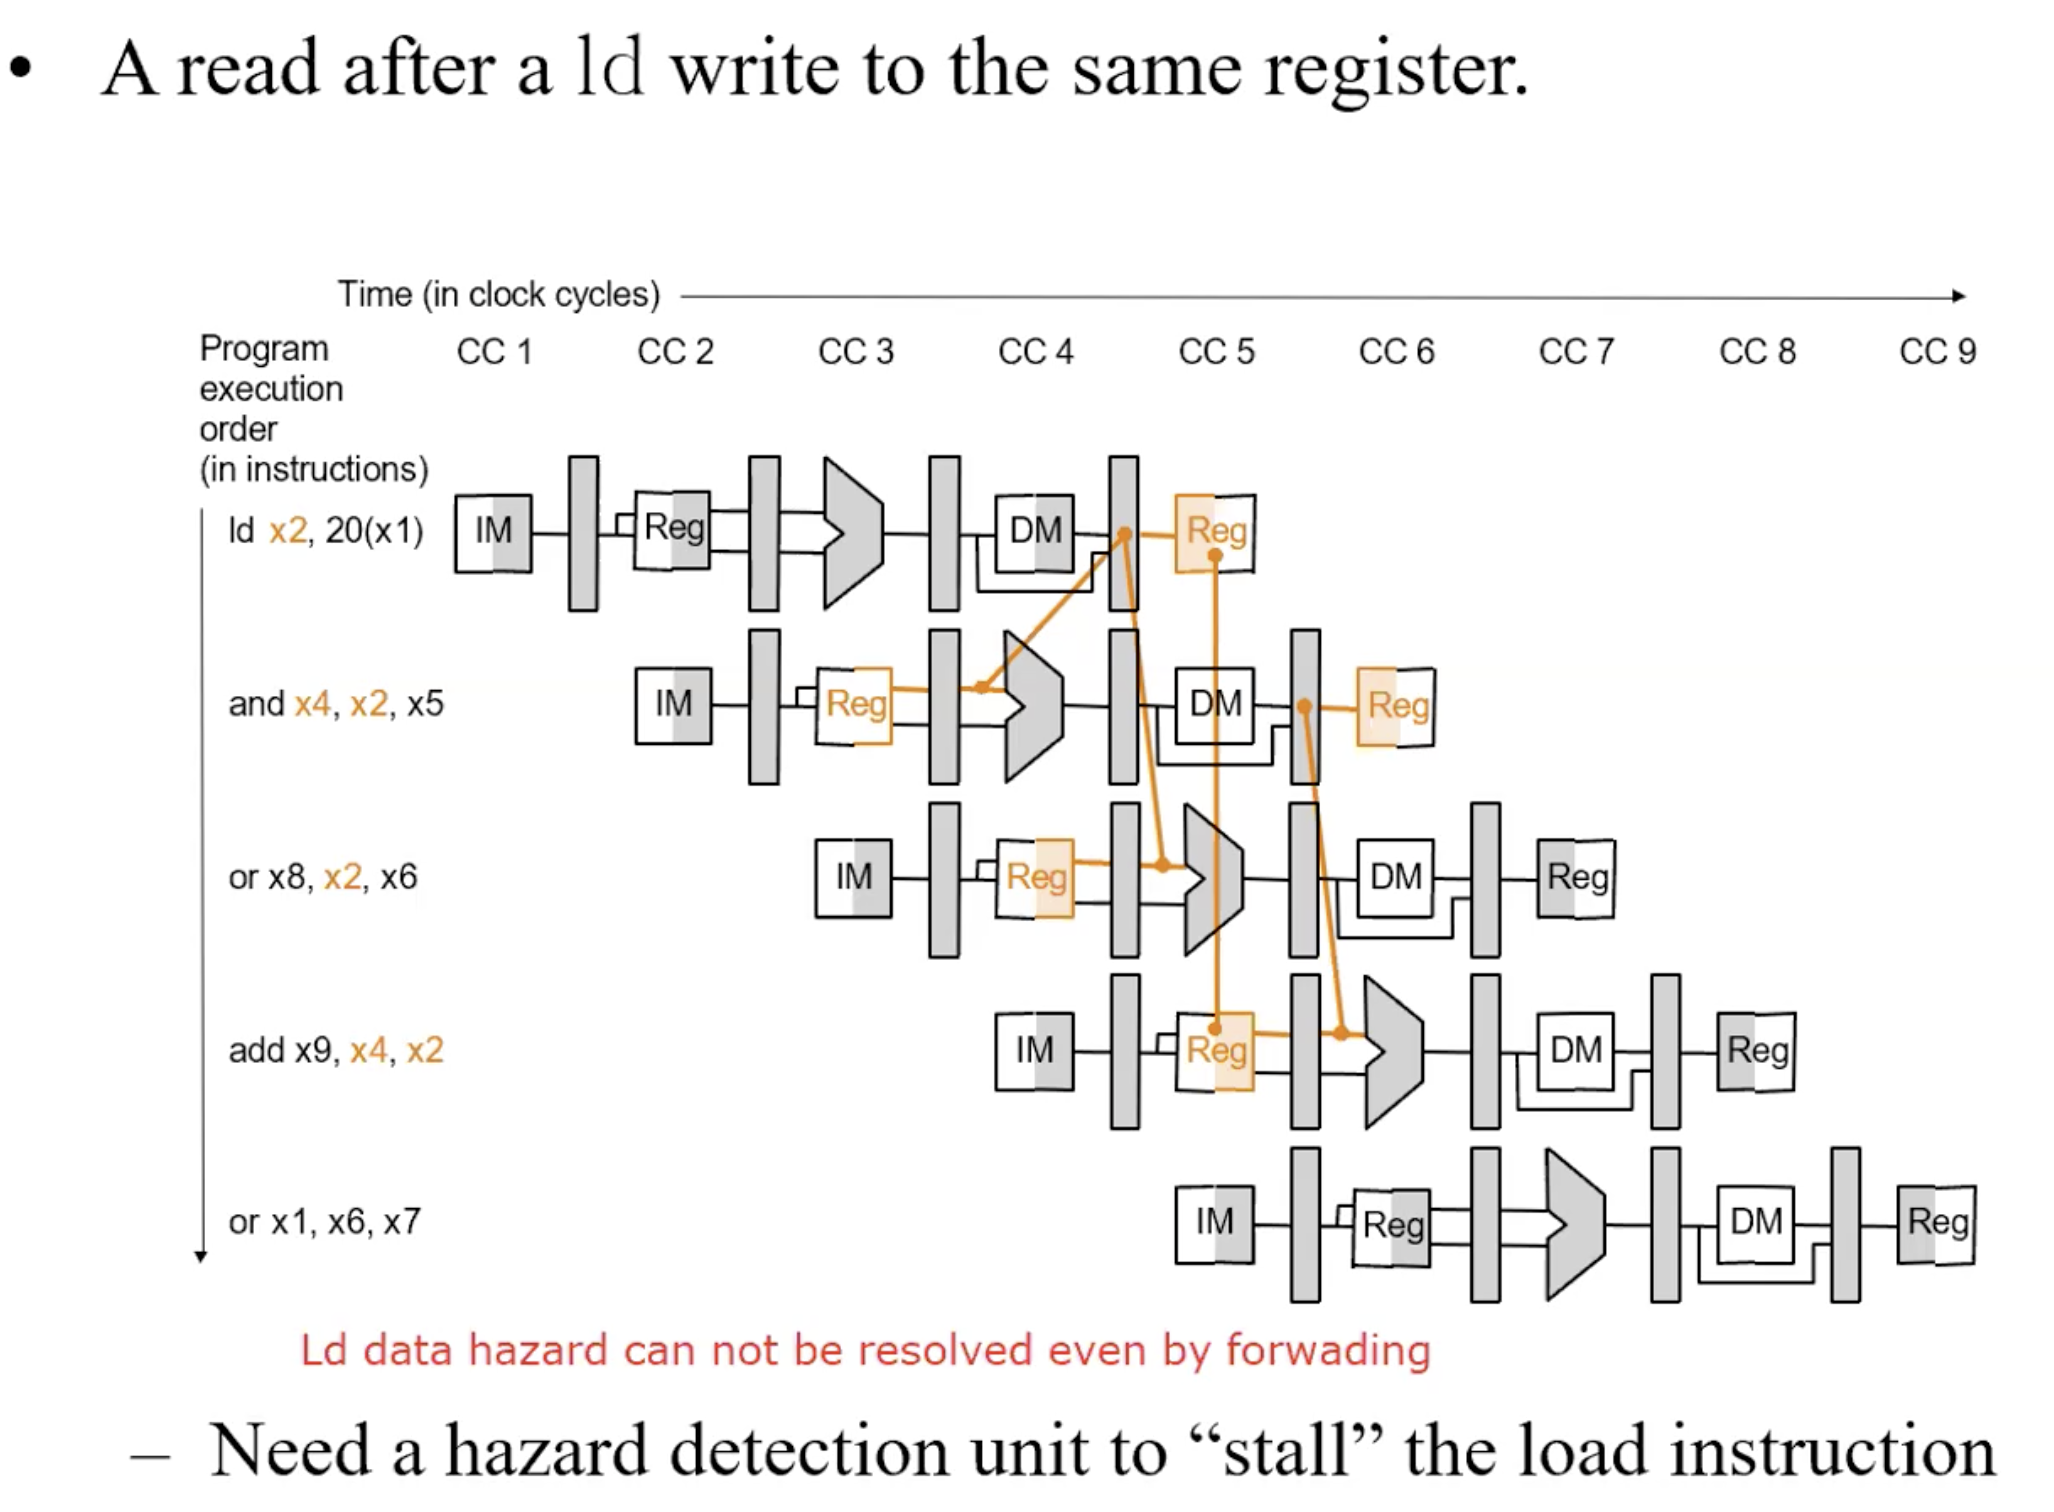 • A read after a ld write to the same register.
Time (in clock cycles)
Program
execution
order
(in instructions)
CC 1 CC 2 CC 3 CC 4 CC 5 CC 6 CC 7 CC 8 CC 9
ld x2, 20(x1) IM Reg DM Reg
and x4, x2, x5 IM Reg DM Reg
or x8, x2, x6 IM Reg DM Reg
add x9, x4, x2 IM Reg DM Reg
or x1, x6, x7 IM Reg DM Reg
Ld data hazard can not be resolved even by forwading
– Need a hazard detection unit to “stall” the load instruction